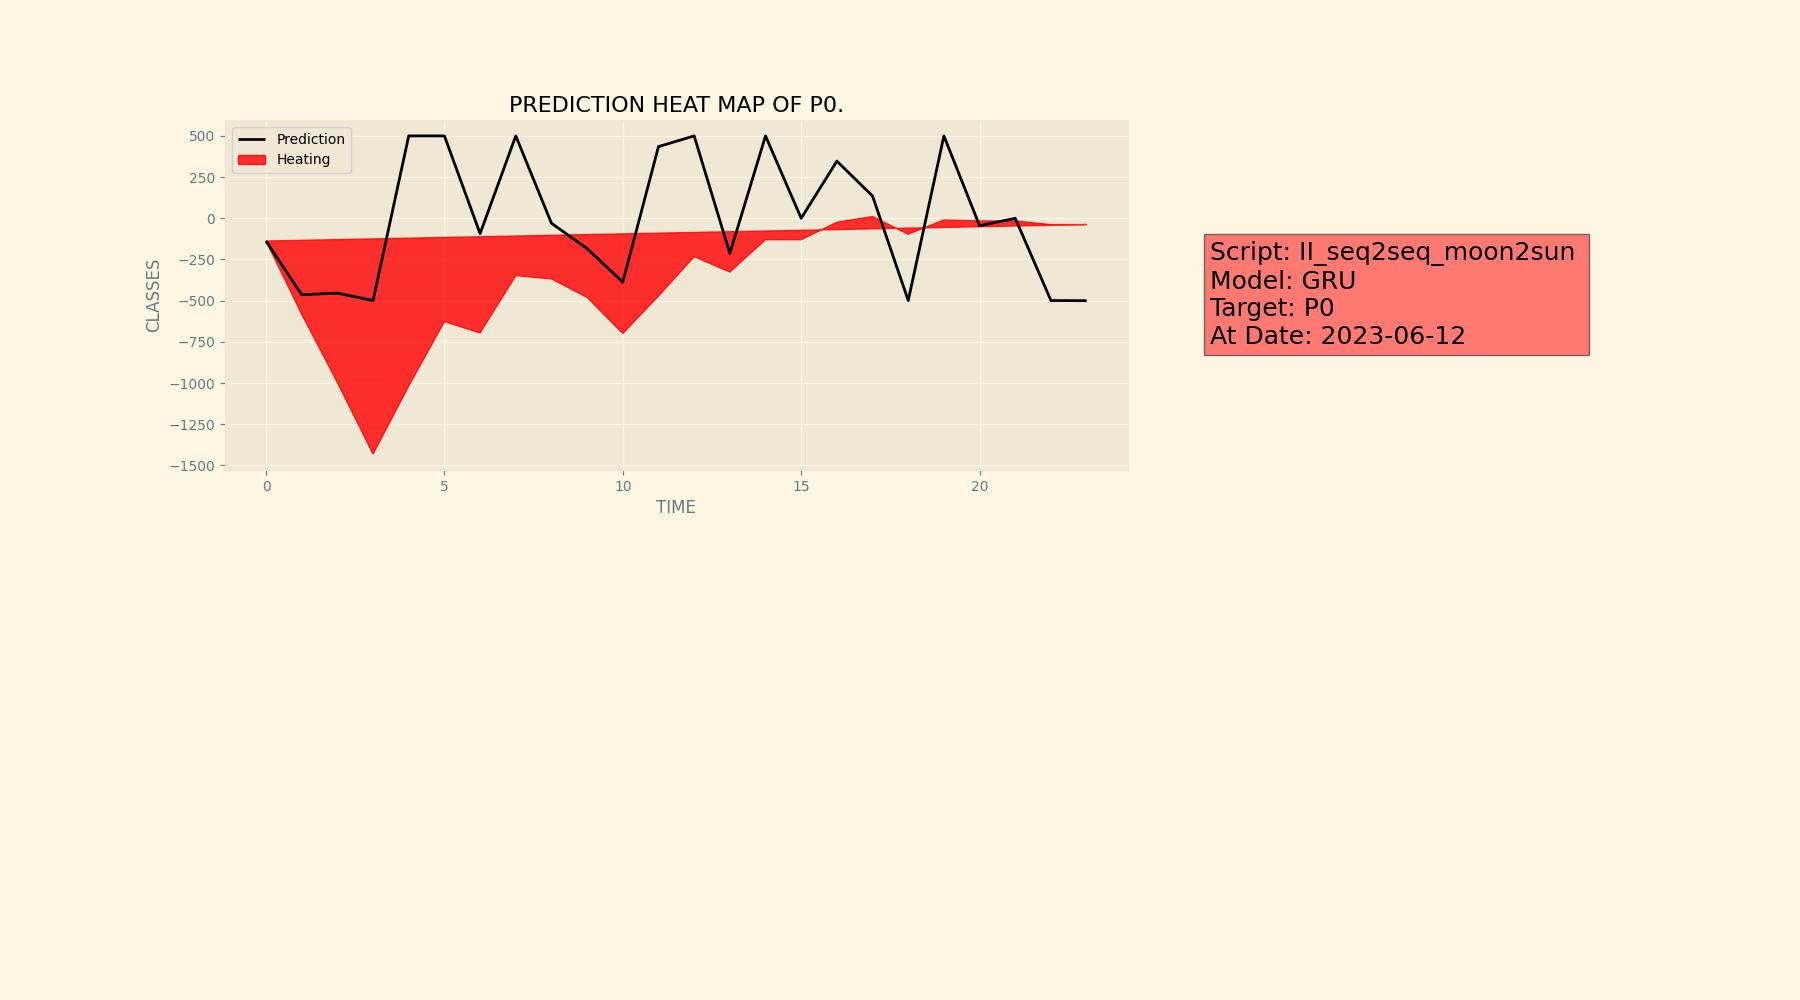 PREDICTION HEAT MAP OF P0.
Prediction
Heating
500
250
0
−250
−500
−750
−1000
−1250
−1500
CLASSES
0 5 10 15 20
TIME
Script: II_seq2seq_moon2sun
Model: GRU
Target: P0
At Date: 2023-06-12